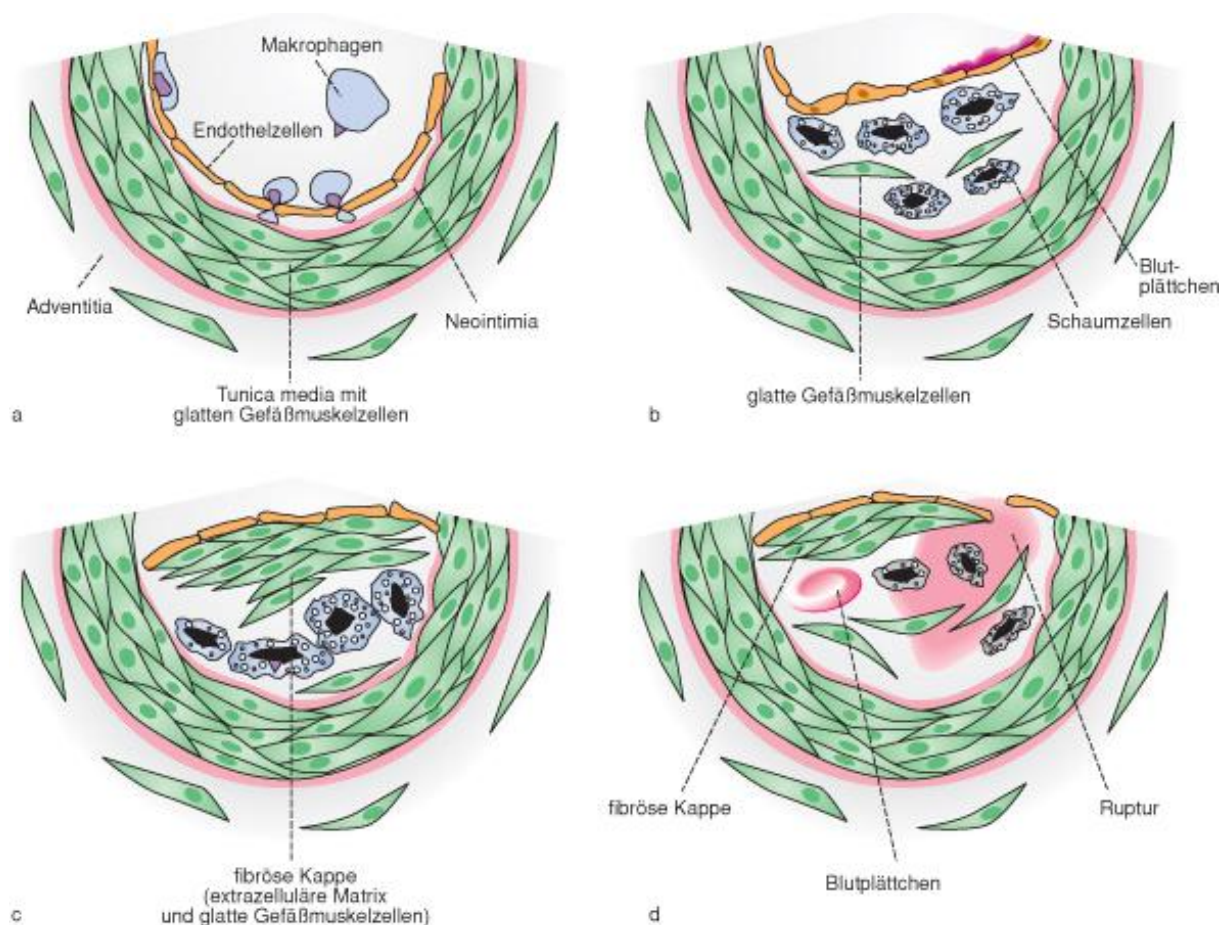 Makrophagen
Endothelzellen
Adventitia
Neointimia
Tunica media mit
glatten Gefäßmuskelzellen
a
Blut-
plättchen
Schaumzellen
glatte Gefäßmuskelzellen
b
fibröse Kappe
(extrazelluläre Matrix
und glatte Gefäßmuskelzellen)
c
fibröse Kappe
Ruptur
Blutplättchen
d